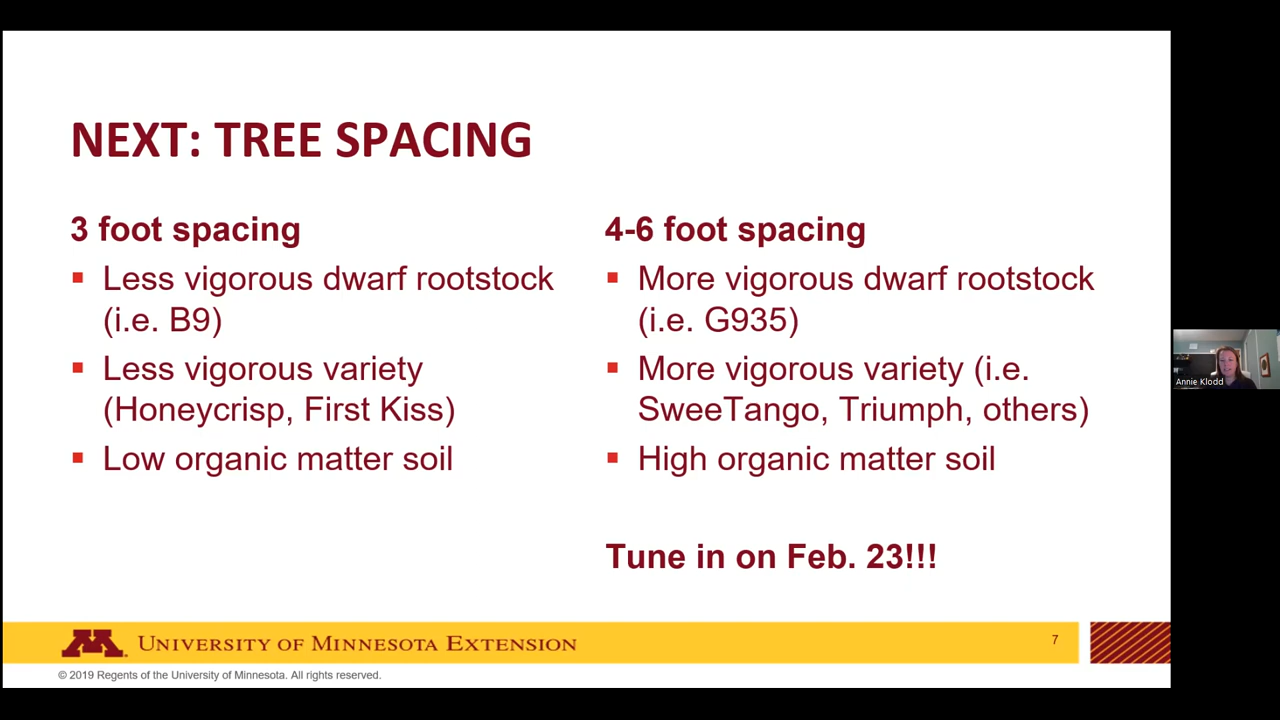 NEXT: TREE SPACING
3 foot spacing
▪ Less vigorous dwarf rootstock
(i.e. B9)
▪ Less vigorous variety
(Honeycrisp, First Kiss)
▪ Low organic matter soil
4-6 foot spacing
▪ More vigorous dwarf rootstock
(i.e. G935)
▪ More vigorous variety (i.e.
SweeTango, Triumph, others)
▪ High organic matter soil
Tune in on Feb. 23!!!
Annie Klodd
M UNIVERSITY OF MINNESOTA EXTENSION
7
© 2019 Regents of the University of Minnesota. All rights reserved.